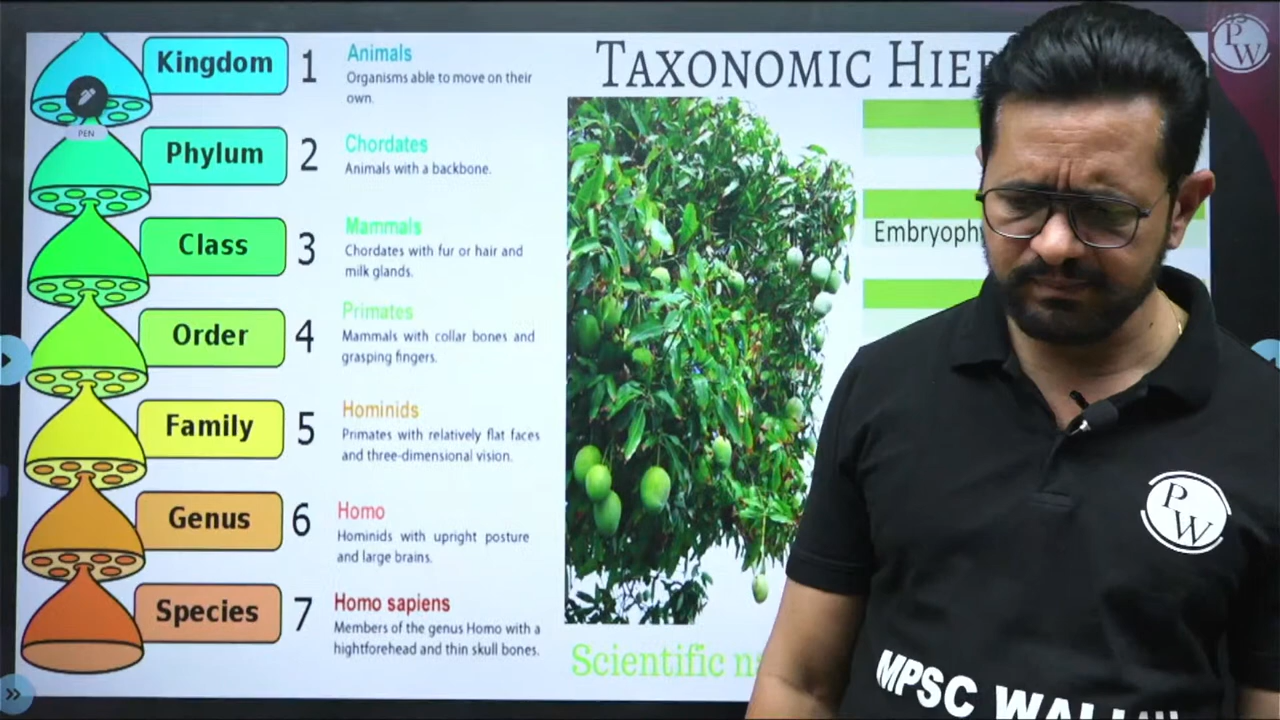 Kingdom 1 Animals
Organisms able to move on their
own.
PEN
Phylum 2 Chordates
Animals with a backbone.
Class 3 Mammals
Chordates with fur or hair and
milk glands.
Order 4 Primates
Mammals with collar bones and
grasping fingers.
Family 5 Hominids
Primates with relatively flat faces
and three-dimensional vision.
Genus 6 Homo
Hominids with upright posture
and large brains.
Species 7 Homo sapiens
Members of the genus Homo with a
hightforehead and thin skull bones.
TAXONOMIC
Scientific
PW
PW
MPSC